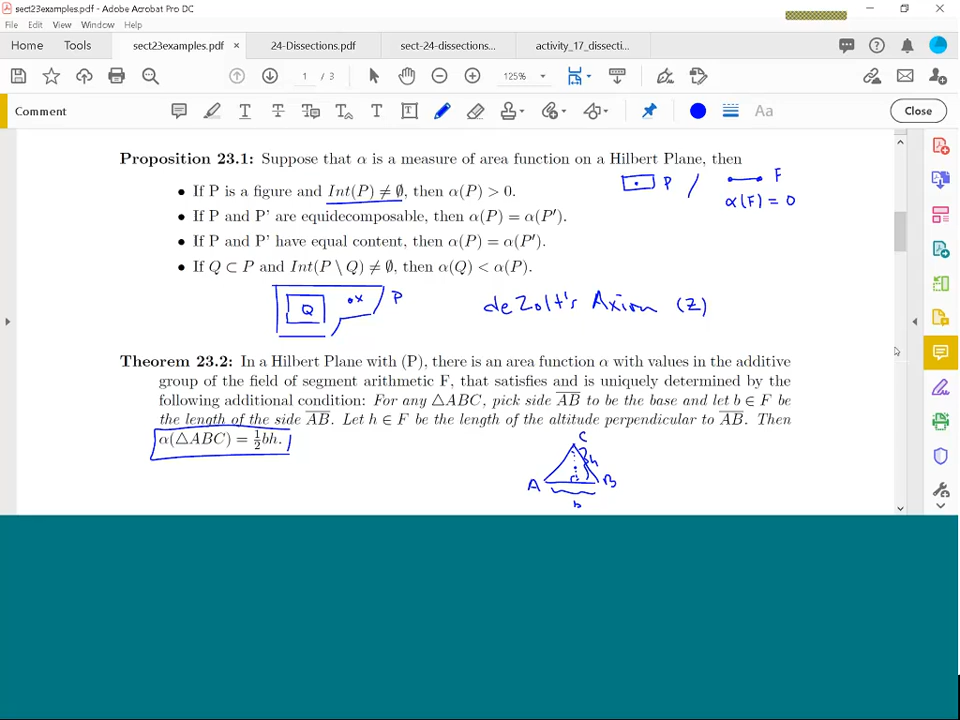 sect23examples.pdf - Adobe Acrobat Pro DC
File Edit View Window Help
Home Tools sect23examples.pdf × 24-Dissections.pdf sect-24-dissections... activity_17_dissecti...
1 / 3 125%
Comment Aa Close
Proposition 23.1: Suppose that α is a measure of area function on a Hilbert Plane, then
• If P is a figure and Int(P) ≠ ∅, then α(P) > 0.
P / F
α(F) = 0
• If P and P' are equidecomposable, then α(P) = α(P').
• If P and P' have equal content, then α(P) = α(P').
• If Q ⊂ P and Int(P \ Q) ≠ ∅, then α(Q) < α(P).
Q x P deZolt's Axiom (Z)
Theorem 23.2: In a Hilbert Plane with (P), there is an area function α with values in the additive
group of the field of segment arithmetic F, that satisfies and is uniquely determined by the
following additional condition: For any △ABC, pick side AB to be the base and let b ∈ F be
the length of the side AB. Let h ∈ F be the length of the altitude perpendicular to AB. Then
α(△ABC) = ½bh.
C
h
A B
b